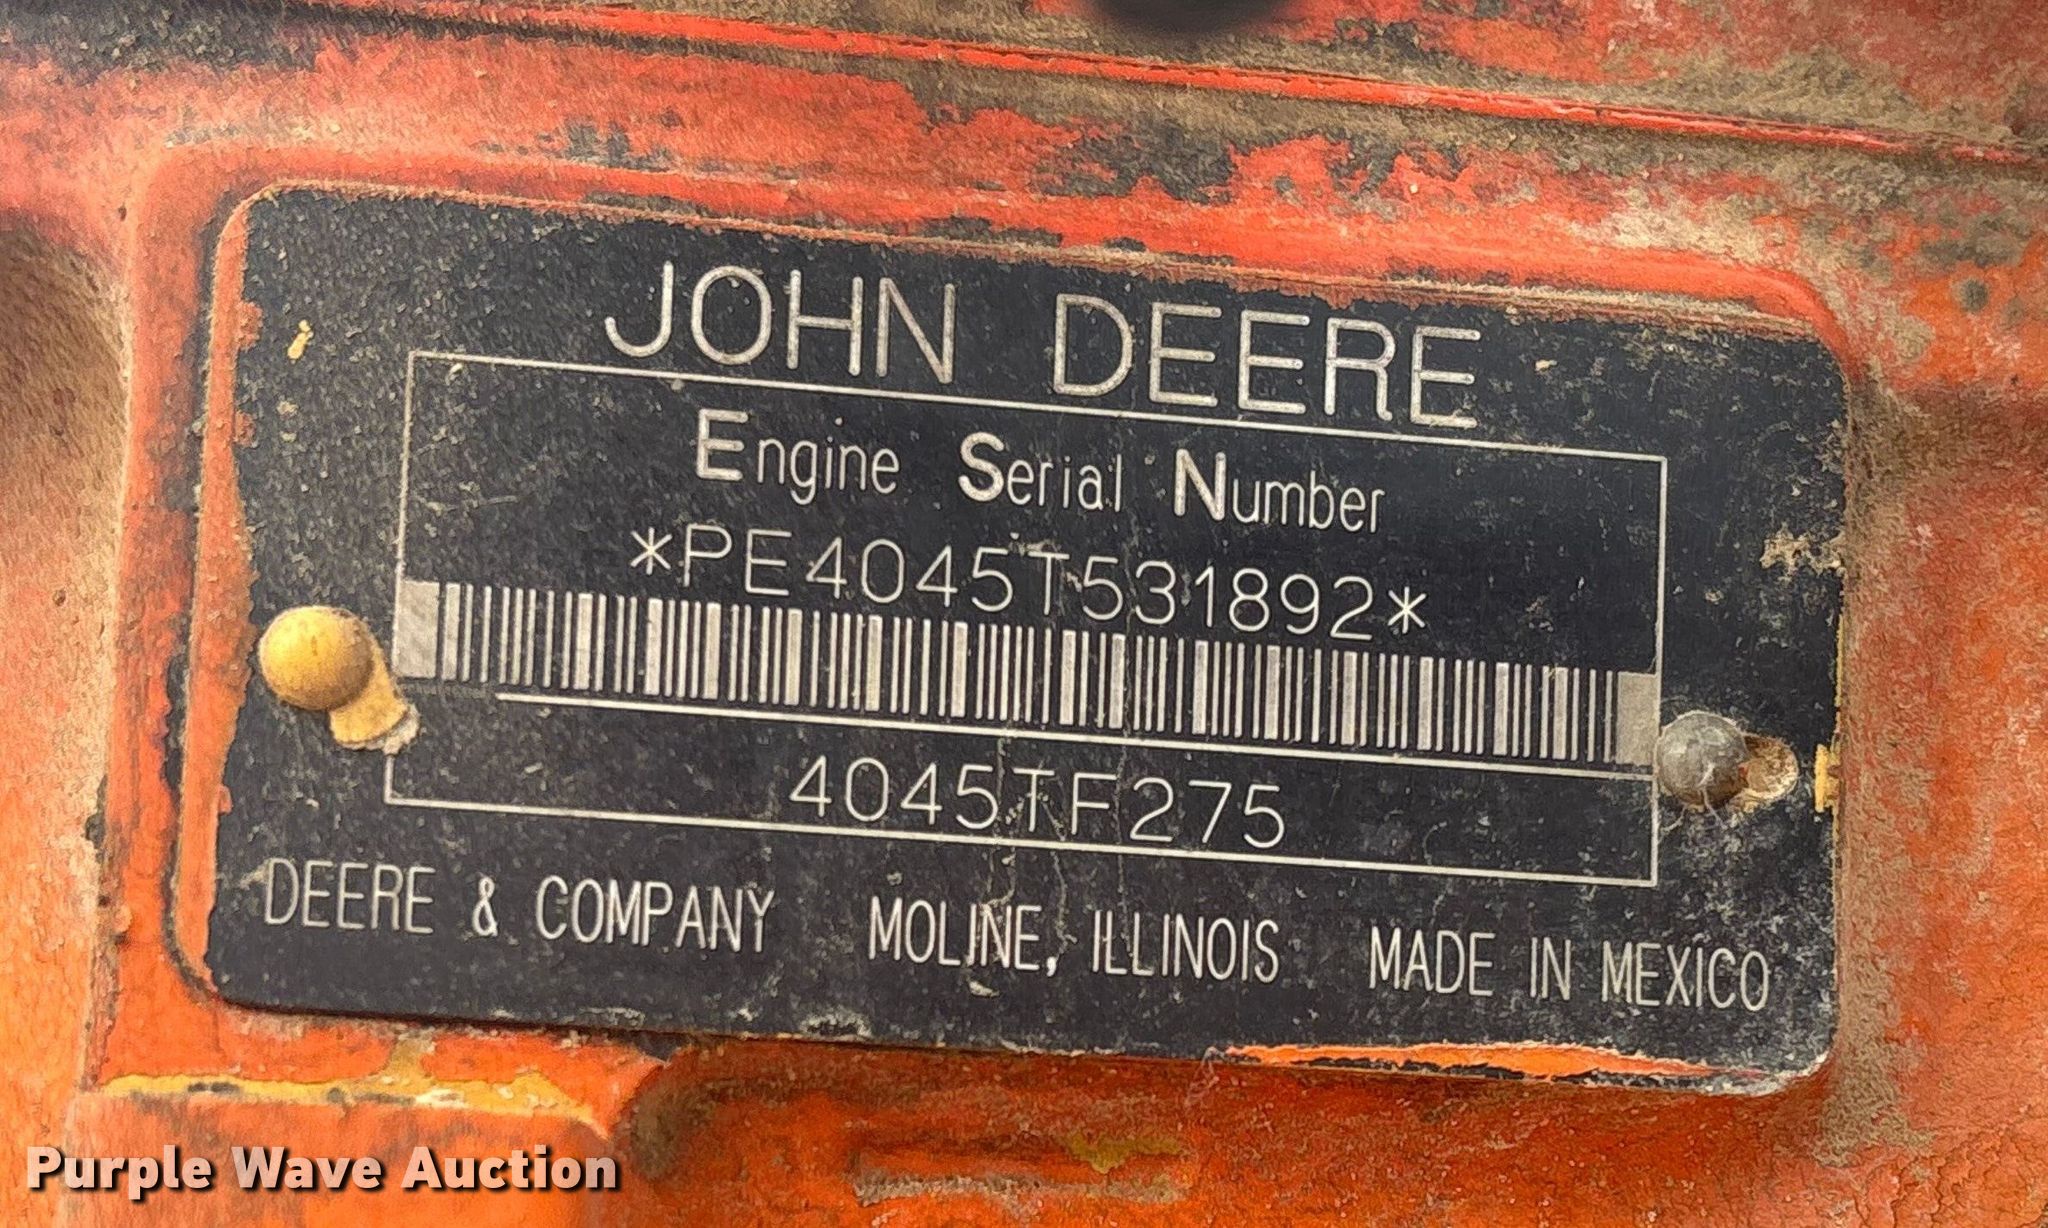 JOHN DEERE
Engine Serial Number
*PE4045T531892*
4045TF275
DEERE & COMPANY MOLINE, ILLINOIS MADE IN MEXICO
Purple Wave Auction